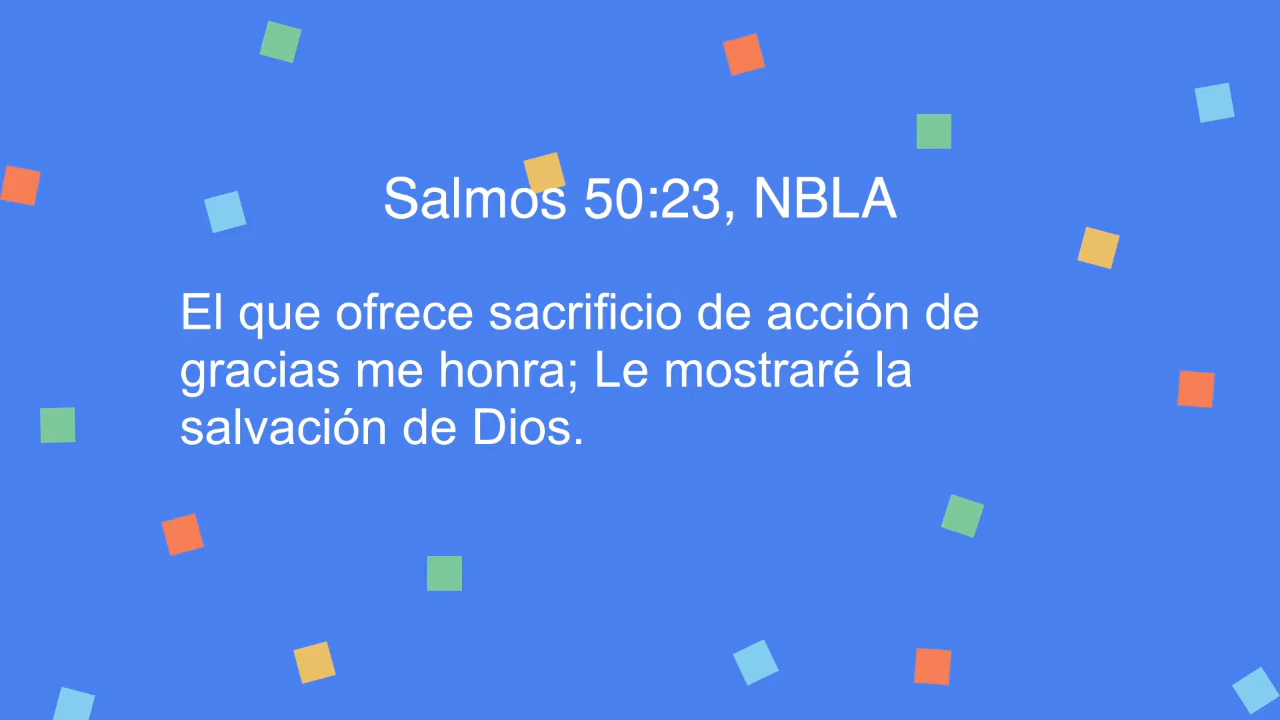 Salmos 50:23, NBLA
El que ofrece sacrificio de acción de
gracias me honra; Le mostraré la
salvación de Dios.